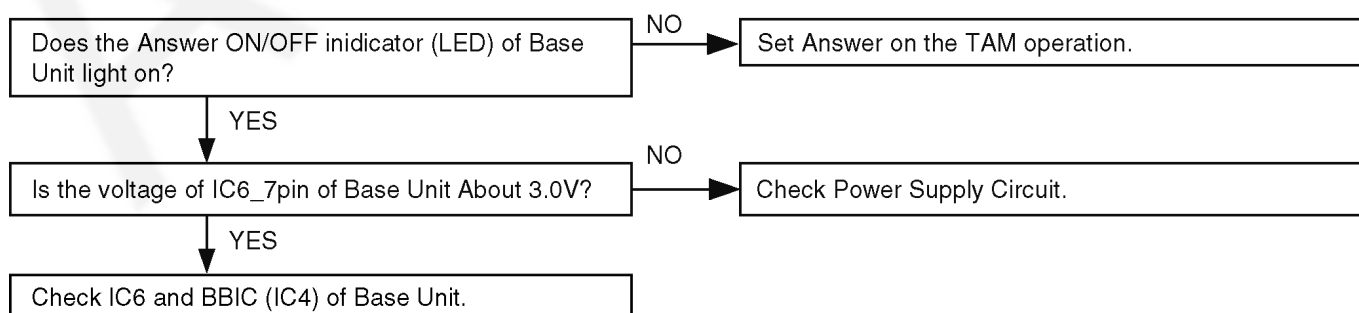 Does the Answer ON/OFF inidicator (LED) of Base
Unit light on?
NO
Set Answer on the TAM operation.
YES
Is the voltage of IC6_7pin of Base Unit About 3.0V?
NO
Check Power Supply Circuit.
YES
Check IC6 and BBIC (IC4) of Base Unit.